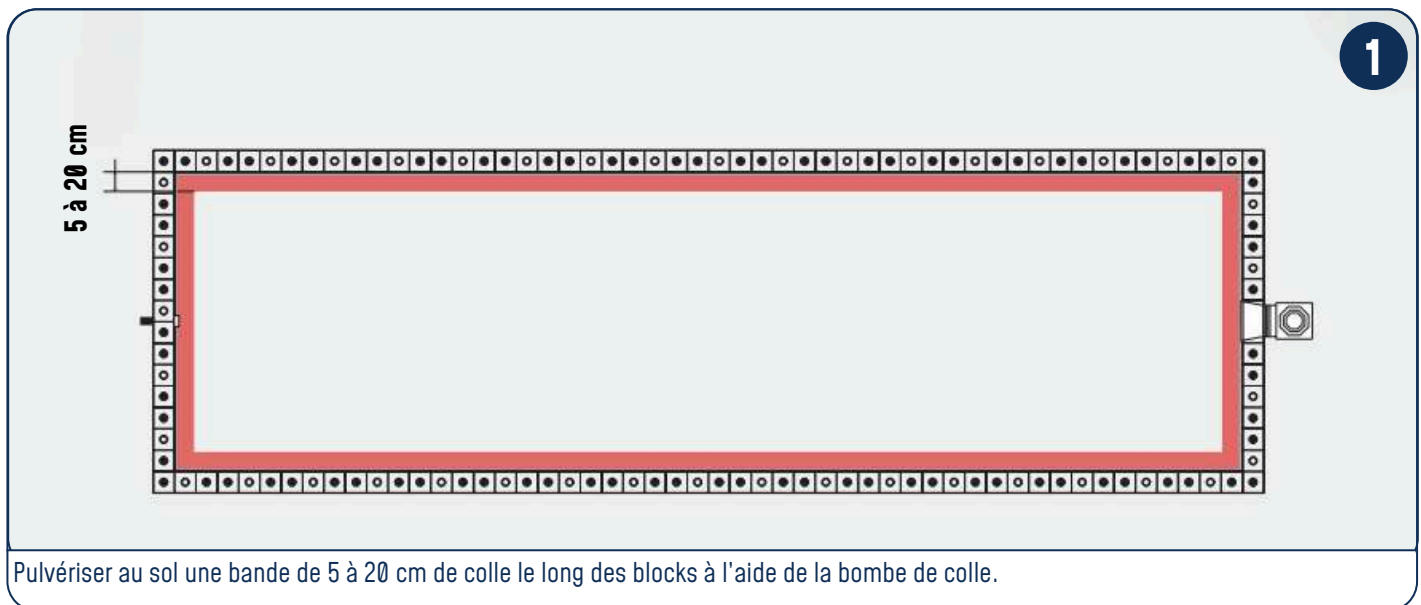 1
5 à 20 cm
Pulvériser au sol une bande de 5 à 20 cm de colle le long des blocks à l'aide de la bombe de colle.